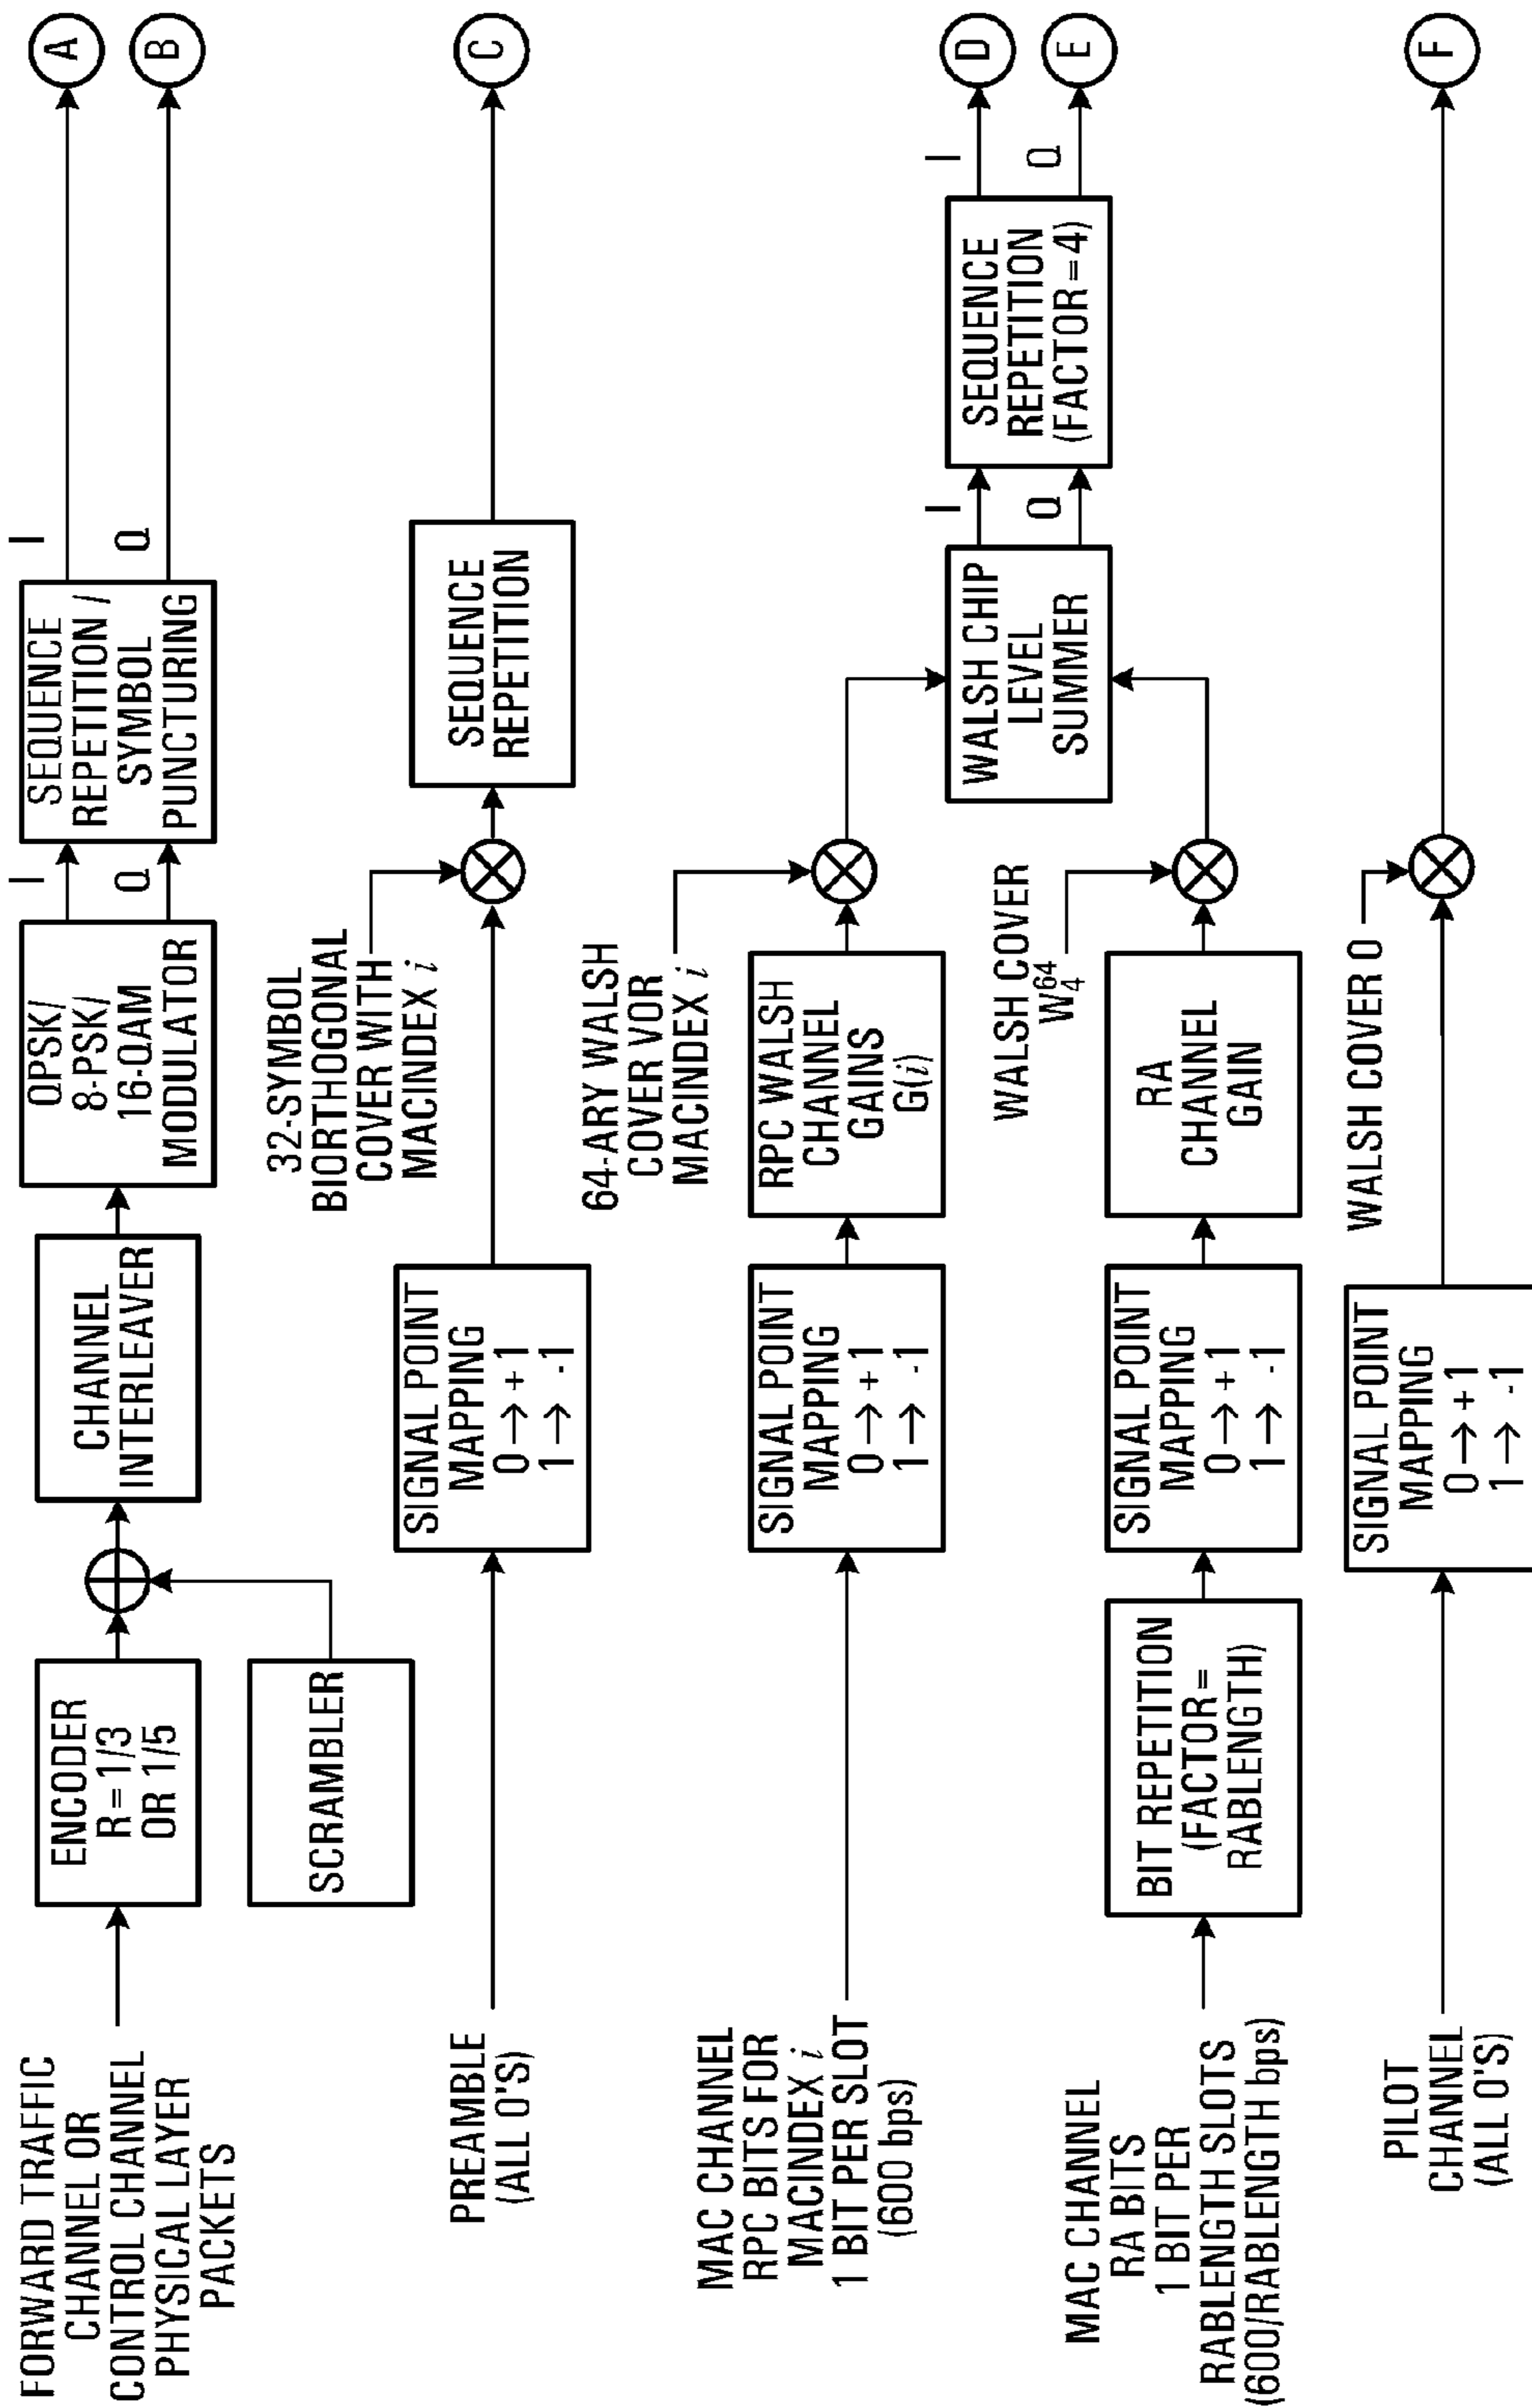 FORWARD TRAFFIC
CHANNEL OR
CONTROL CHANNEL
PHYSICAL LAYER
PACKETS
ENCODER
R=1/3
OR 1/5
SCRAMBLER
CHANNEL
INTERLEAVER
QPSK/
8-PSK/
16-QAM
MODULATOR
I
Q
SEQUENCE
REPETITION /
SYMBOL
PUNCTURING
I
Q
A
B
PREAMBLE
(ALL 0'S)
SIGNAL POINT
MAPPING
0→+1
1→ -1
32-SYMBOL
BIORTHOGONAL
COVER WITH
MACINDEX i
SEQUENCE
REPETITION
C
MAC CHANNEL
RPC BITS FOR
MACINDEX i
1 BIT PER SLOT
(600 bps)
SIGNAL POINT
MAPPING
0→+1
1→ -1
64-ARY WALSH
COVER VOR
MACINDEX i
RPC WALSH
CHANNEL
GAINS
G(i)
WALSH CHIP
LEVEL
SUMMER
I
Q
SEQUENCE
REPETITION
(FACTOR=4)
I
Q
D
E
MAC CHANNEL
RA BITS
1 BIT PER
RABLENGTH SLOTS
(600/RABLENGTH bps)
BIT REPETITION
(FACTOR=
RABLENGTH)
SIGNAL POINT
MAPPING
0→+1
1→ -1
WALSH COVER
W₄⁶⁴
RA
CHANNEL
GAIN
PILOT
CHANNEL
(ALL 0'S)
SIGNAL POINT
MAPPING
0→+1
1→ -1
WALSH COVER 0
F